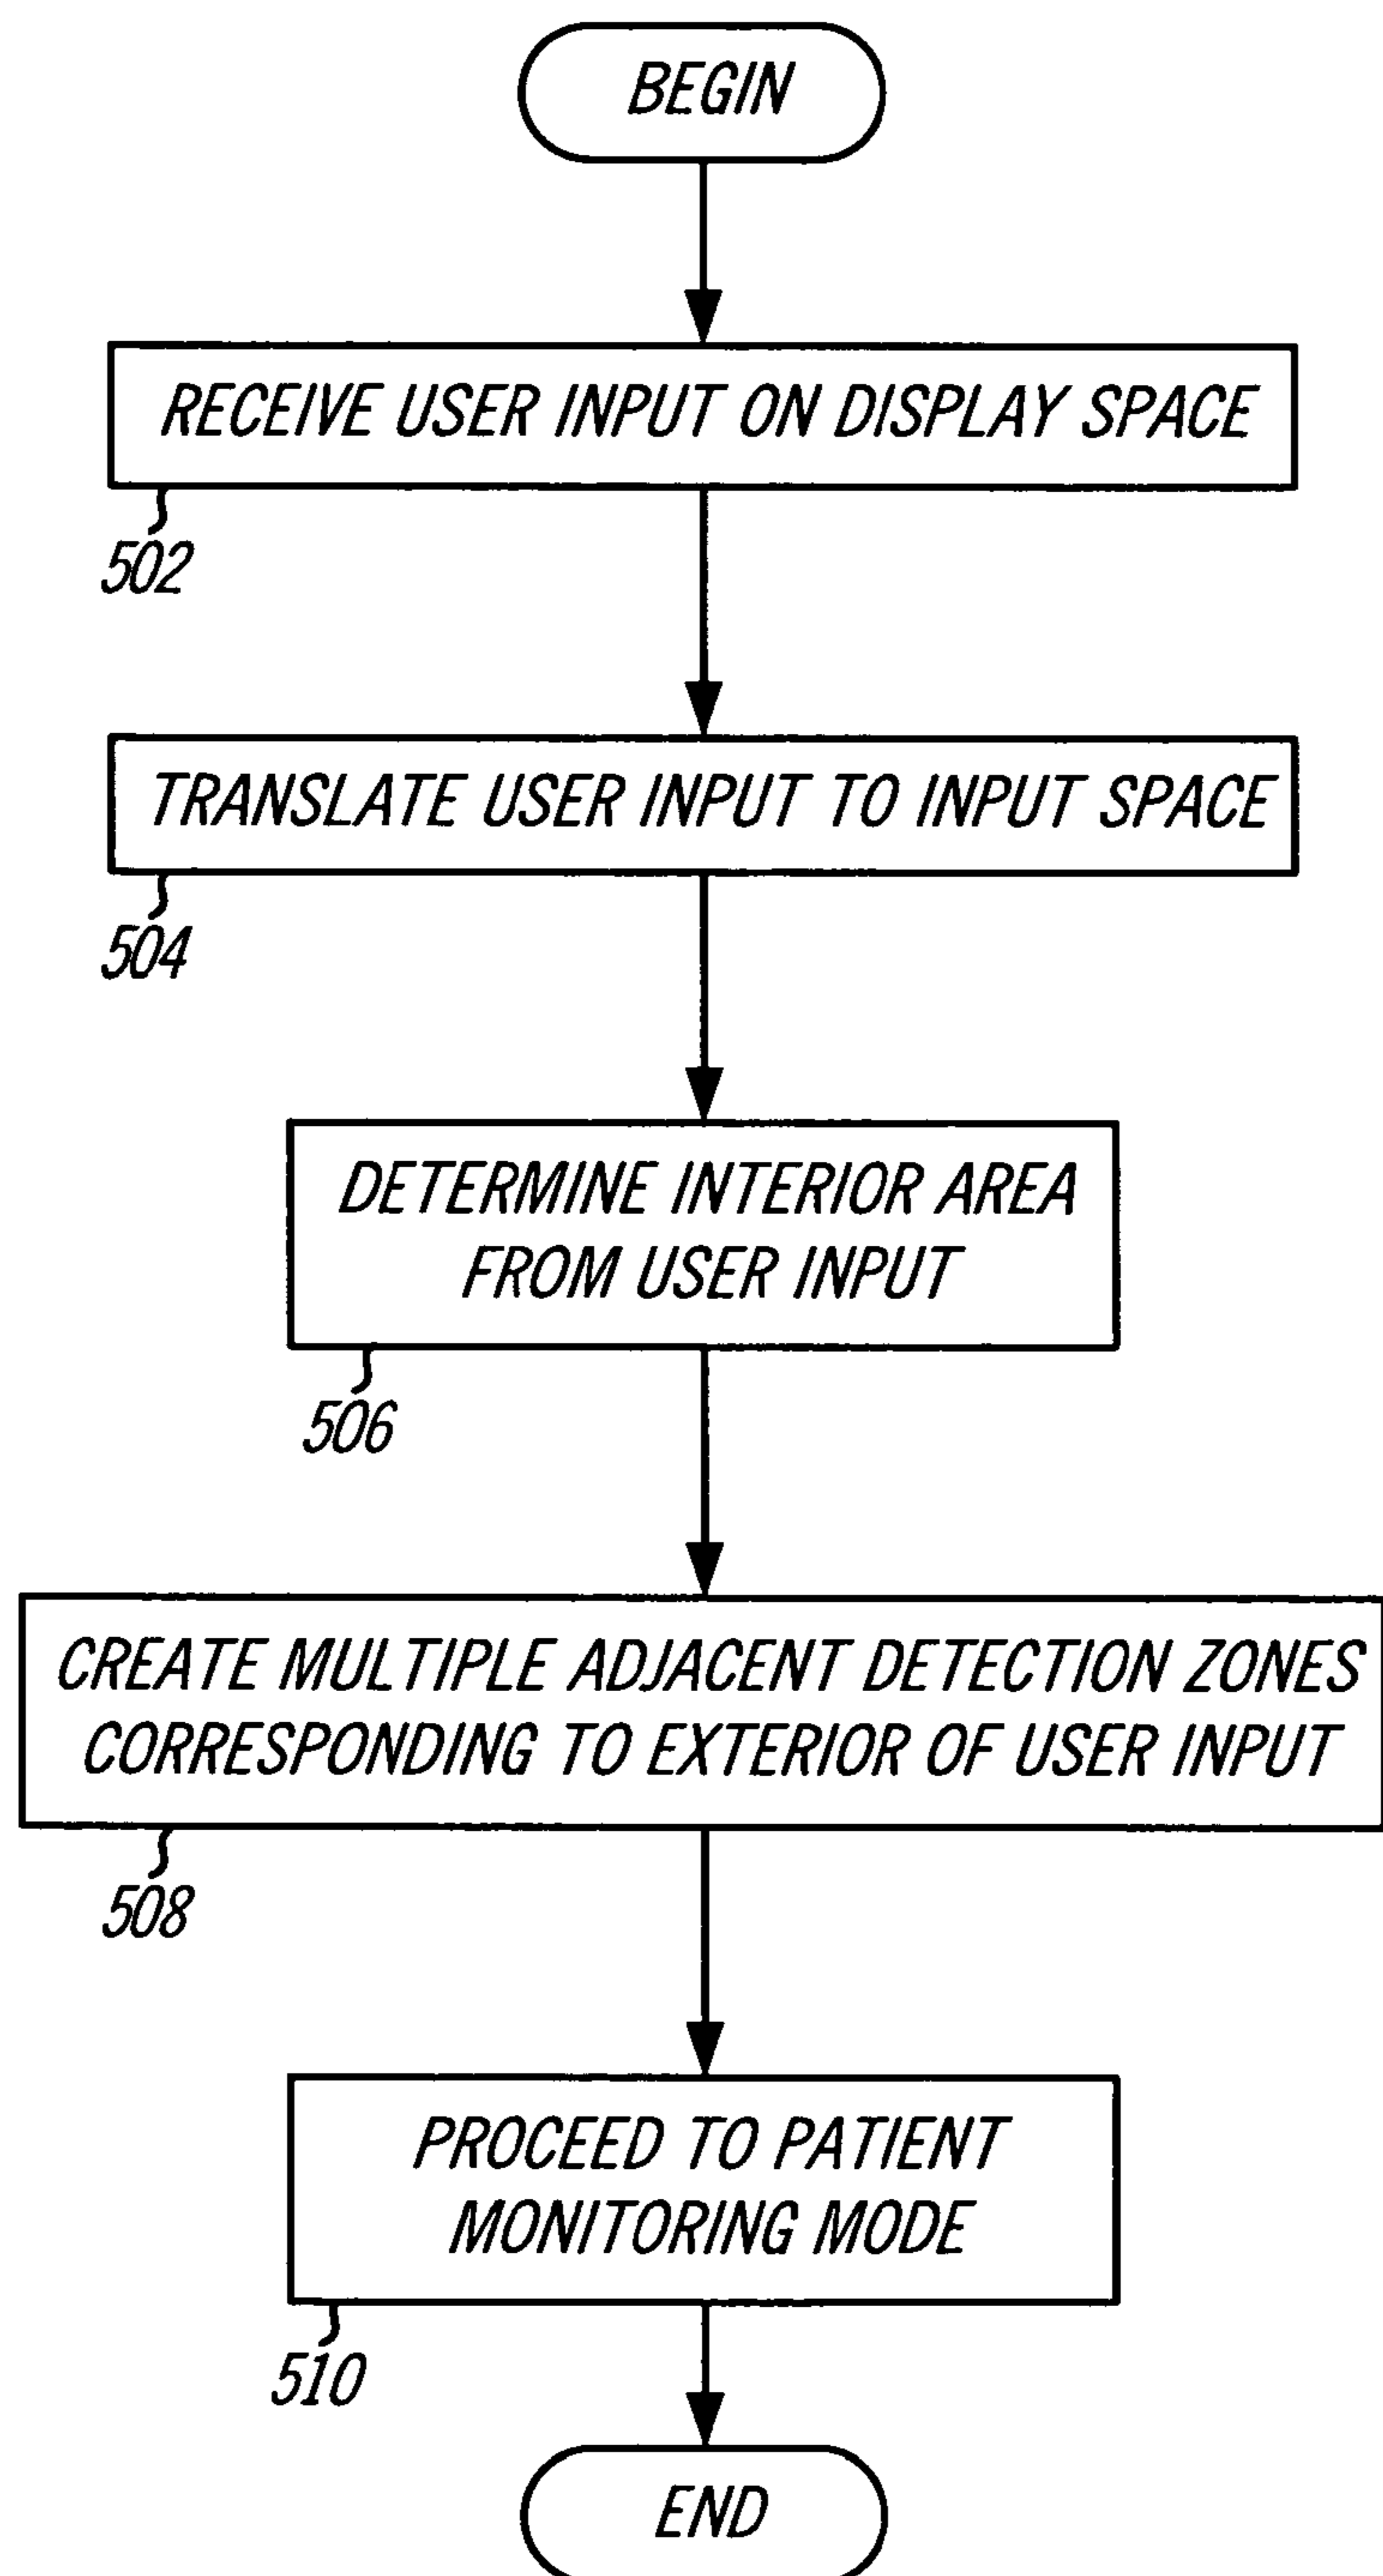 BEGIN
RECEIVE USER INPUT ON DISPLAY SPACE
502
TRANSLATE USER INPUT TO INPUT SPACE
504
DETERMINE INTERIOR AREA
FROM USER INPUT
506
CREATE MULTIPLE ADJACENT DETECTION ZONES
CORRESPONDING TO EXTERIOR OF USER INPUT
508
PROCEED TO PATIENT
MONITORING MODE
510
END